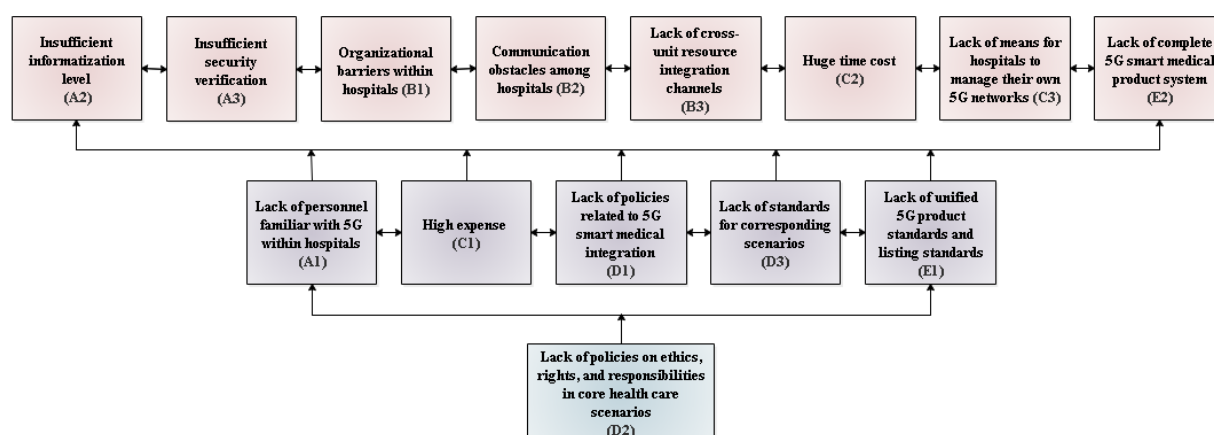 Insufficient
informatization
level
(A2)
Insufficient
security
verification
(A3)
Organizational
barriers within
hospitals
(B1)
Communication
obstacles among
hospitals (B2)
Lack of cross-
unit resource
integration
channels
(B3)
Huge time cost
(C2)
Lack of means for
hospitals to
manage their own
5G networks (C3)
Lack of complete
5G smart medical
product system
(E2)
Lack of personnel
familiar with 5G
within hospitals
(A1)
High expense
(C1)
Lack of policies
related to 5G
smart medical
integration
(D1)
Lack of standards
for corresponding
scenarios
(D3)
Lack of unified
5G product
standards and
listing standards
(E1)
Lack of policies on ethics,
rights, and responsibilities
in core health care
scenarios
(D2)